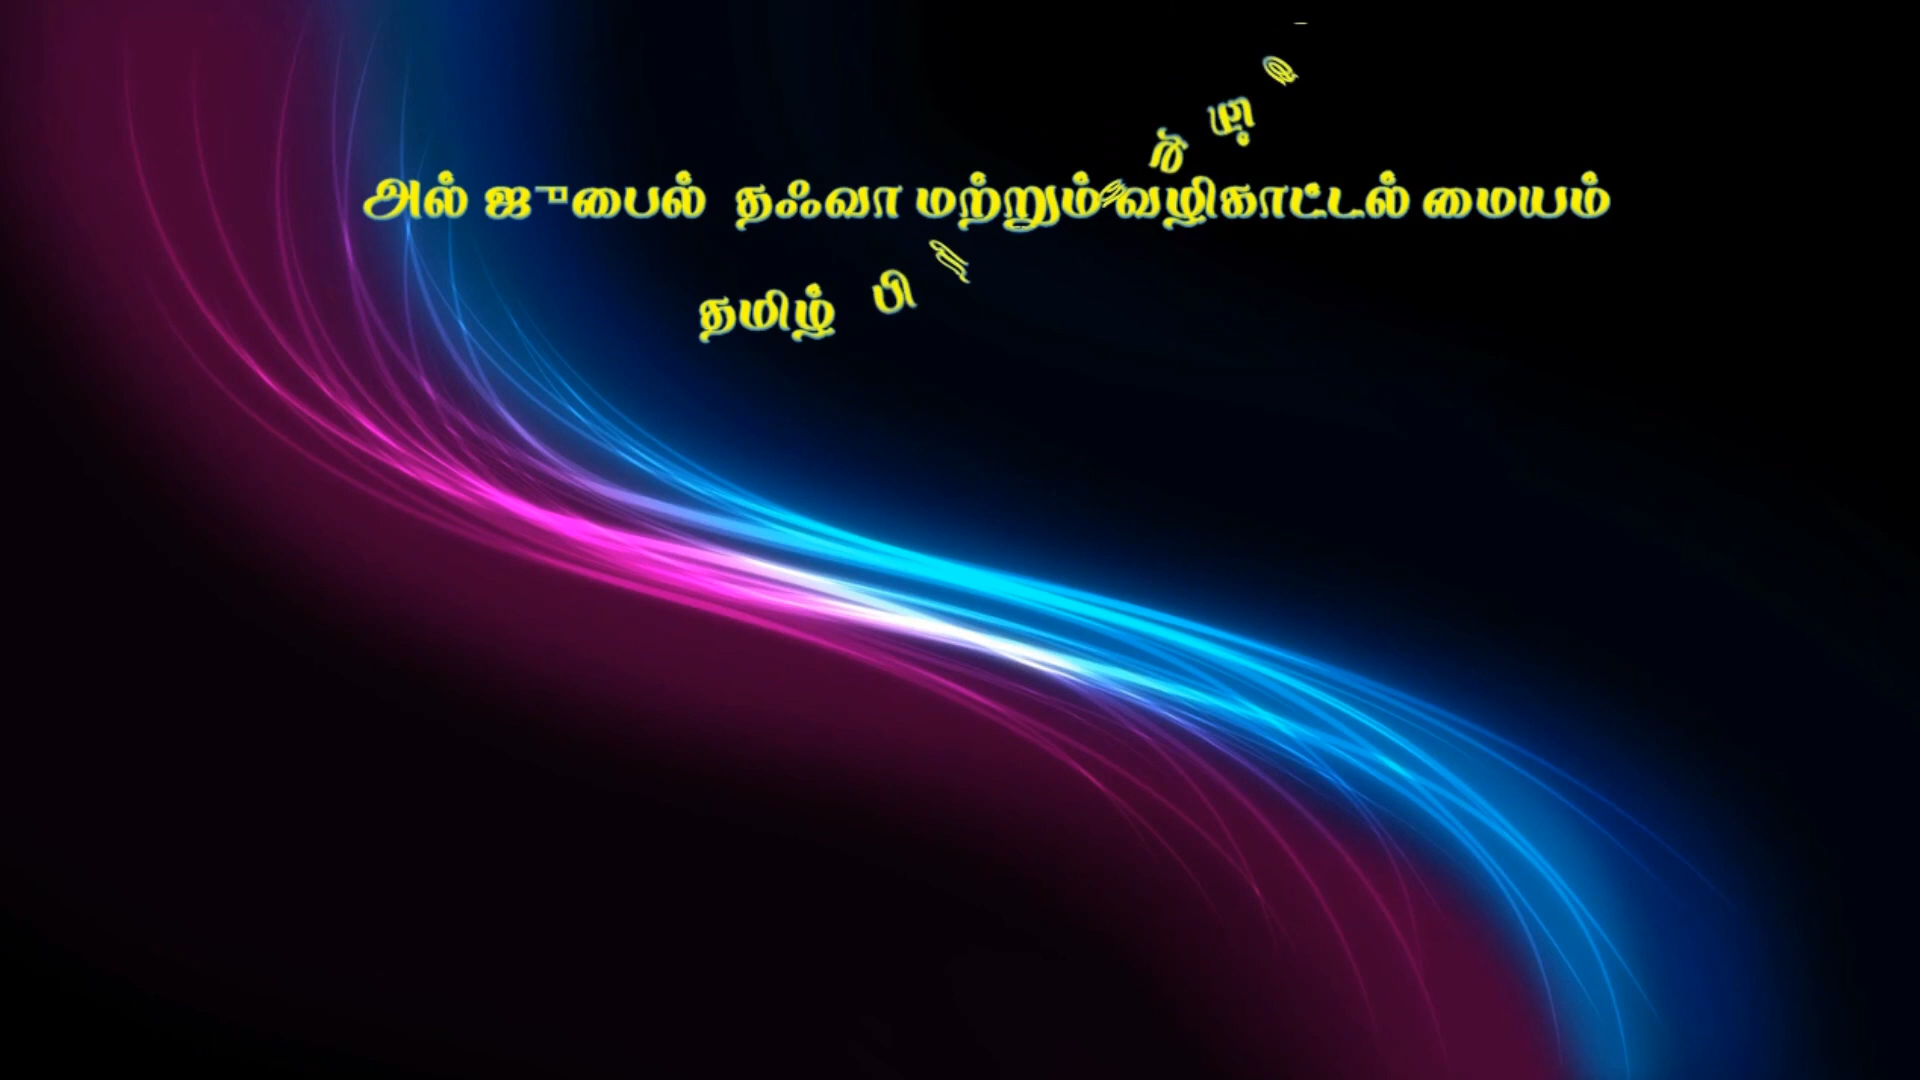 அல் ஜுபைல் தஃவா மற்றும் வழிகாட்டல் மையம்
தமிழ்